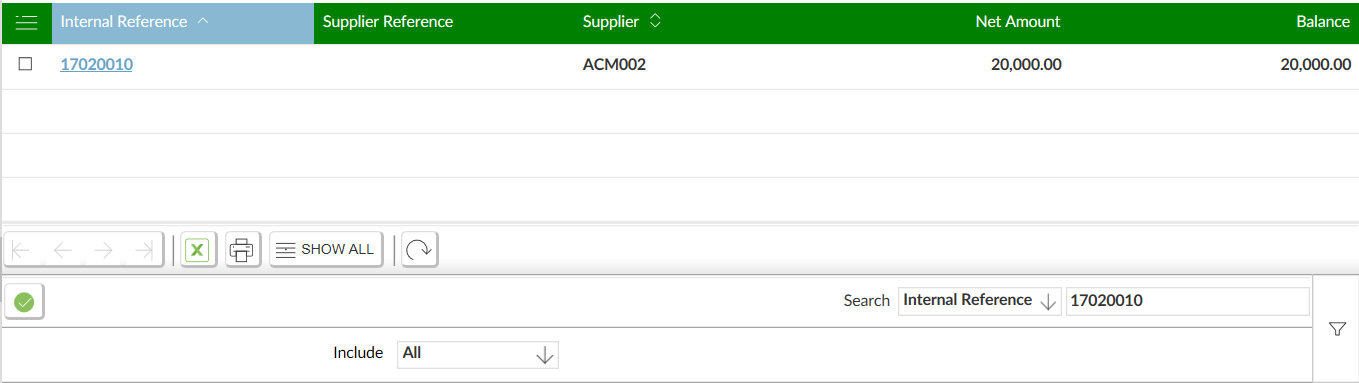 Internal Reference Supplier Reference Supplier Net Amount Balance
17020010 ACM002 20,000.00 20,000.00
X SHOW ALL
Search Internal Reference 17020010
Include All